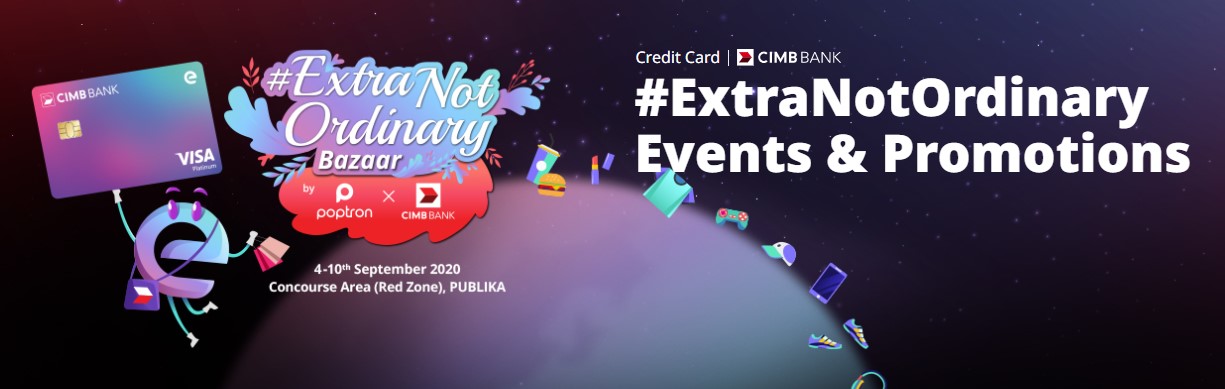 CIMB BANK
e
VISA
Platinum
#ExtraNot
Ordinary
Bazaar
by poptron × CIMB BANK
4-10th September 2020
Concourse Area (Red Zone), PUBLIKA
Credit Card | CIMB BANK
#ExtraNotOrdinary
Events & Promotions